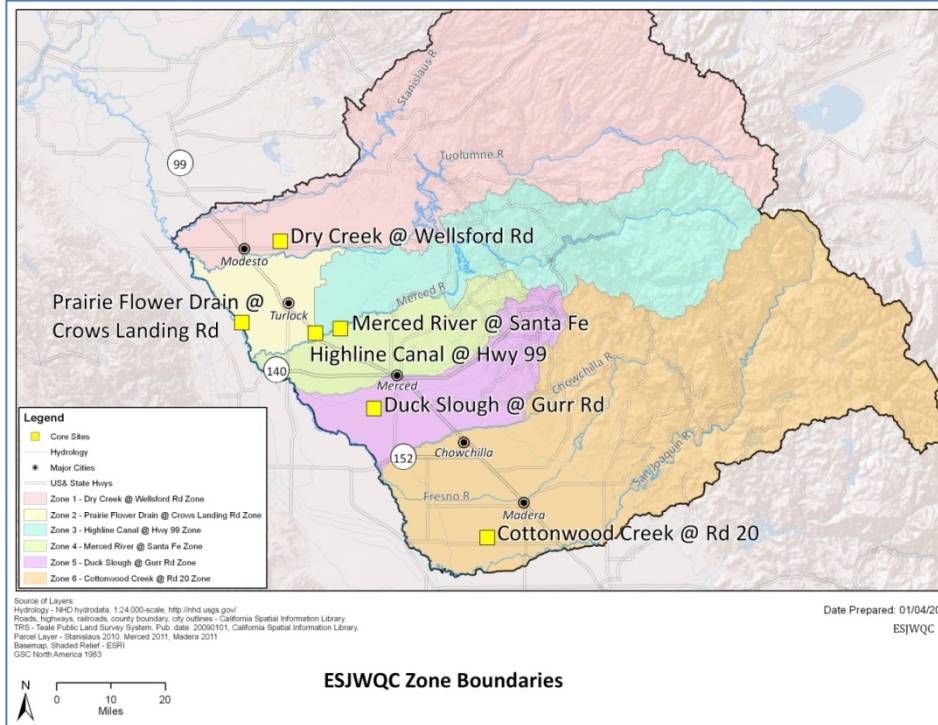 Stanislaus R
99
Tuolumne R
Dry Creek @ Wellsford Rd
Modesto
Merced R
Prairie Flower Drain @
Crows Landing Rd
Turlock
Merced River @ Santa Fe
Highline Canal @ Hwy 99
140
Merced
Chowchilla R
Duck Slough @ Gurr Rd
152
Chowchilla
San Joaquin R
Fresno R
Madera
Cottonwood Creek @ Rd 20
Legend
Core Sites
Hydrology
Major Cities
US& State Hwys
Zone 1 - Dry Creek @ Wellsford Rd Zone
Zone 2 - Prairie Flower Drain @ Crows Landing Rd Zone
Zone 3 - Highline Canal @ Hwy 99 Zone
Zone 4 - Merced River @ Santa Fe Zone
Zone 5 - Duck Slough @ Gurr Rd Zone
Zone 6 - Cottonwood Creek @ Rd 20 Zone
Source of Layers:
Hydrology - NHD hydrodata, 1:24,000-scale, http://nhd.usgs.gov/
Roads, highways, railroads, county boundary, city outlines - California Spatial Information Library.
TRS - Teale Public Land Survey System, Pub. date. 20090101, California Spatial Information Library.
Parcel Layer - Stanislaus 2010, Merced 2011, Madera 2011
Basemap, Shaded Relief - ESRI
GSC North America 1983
Date Prepared: 01/04/20
ESJWQC
N
0 10 20
Miles
ESJWQC Zone Boundaries